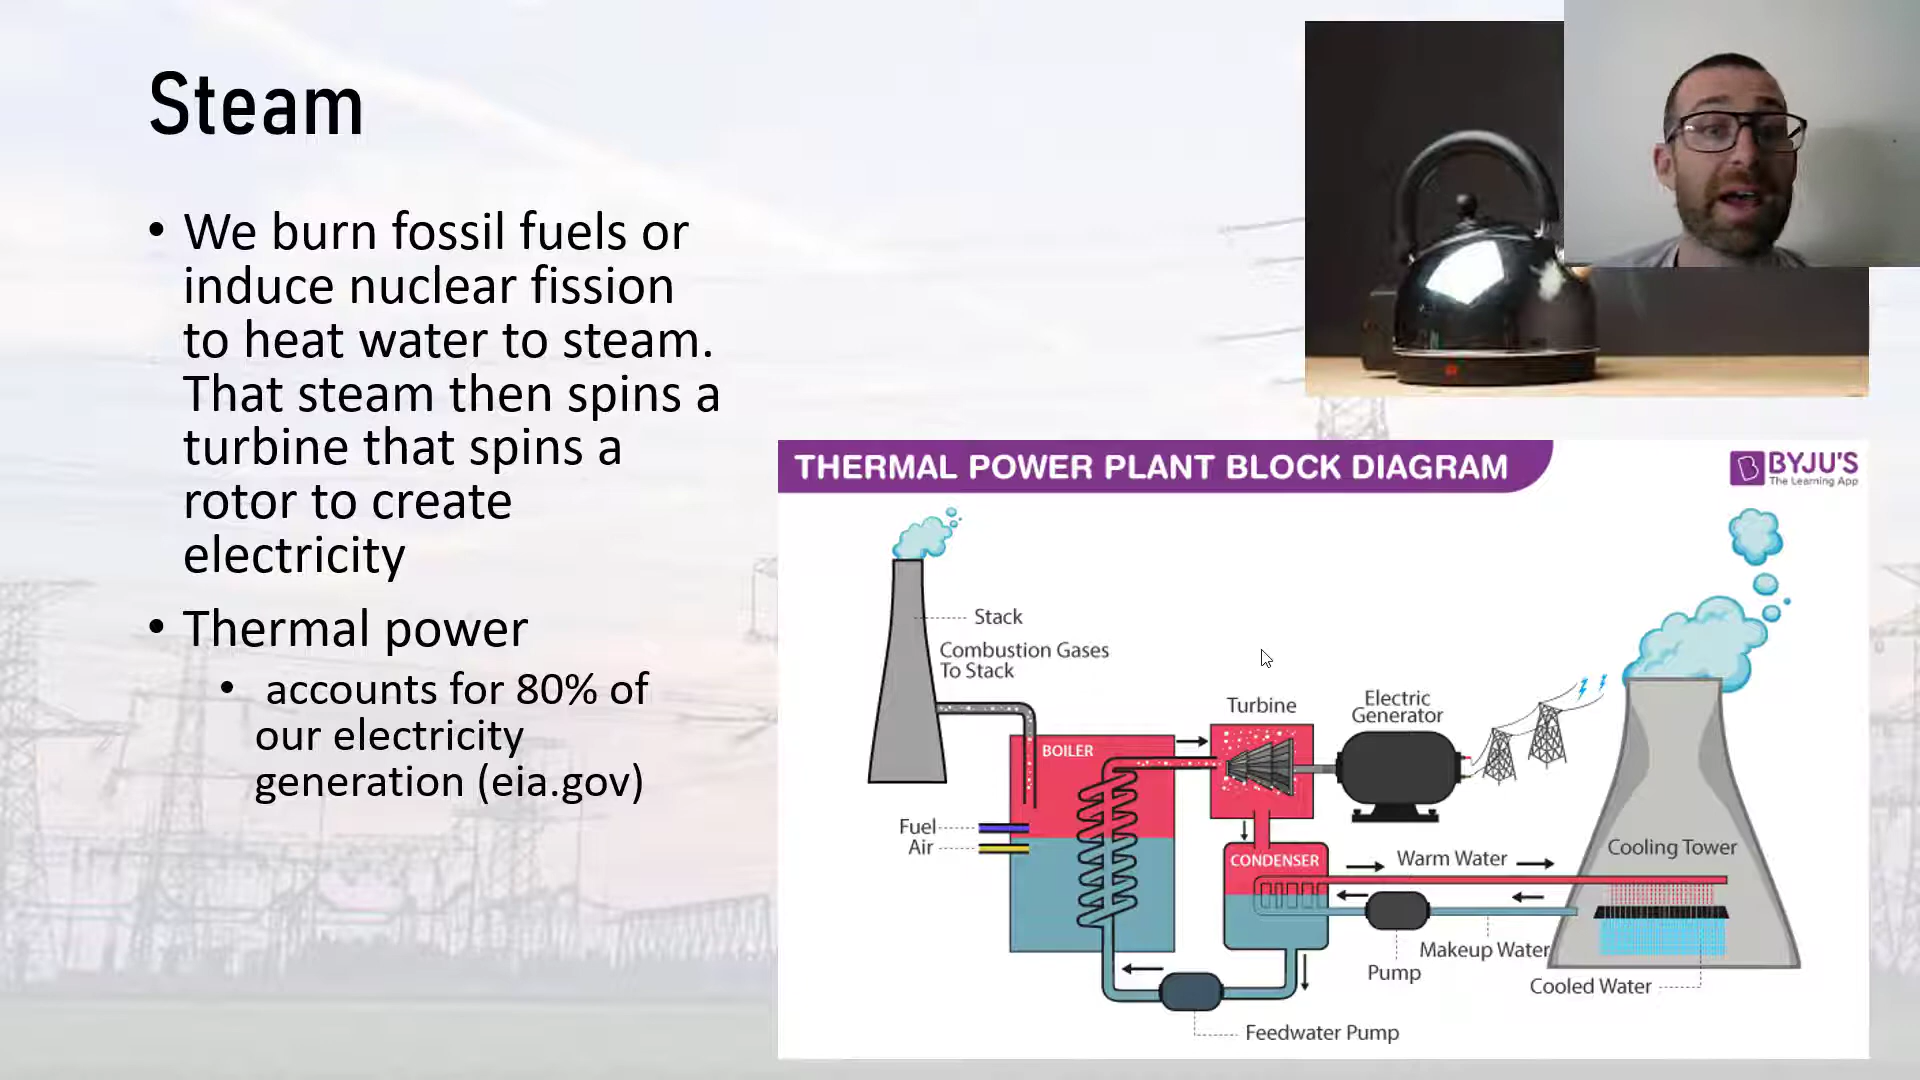 Steam
• We burn fossil fuels or
induce nuclear fission
to heat water to steam.
That steam then spins a
turbine that spins a
rotor to create
electricity
• Thermal power
• accounts for 80% of
our electricity
generation (eia.gov)
THERMAL POWER PLANT BLOCK DIAGRAM
BYJU'S
The Learning App
Stack
Combustion Gases
To Stack
Turbine
Electric
Generator
BOILER
Fuel
Air
CONDENSER
Warm Water
Cooling Tower
Makeup Water
Pump
Cooled Water
Feedwater Pump